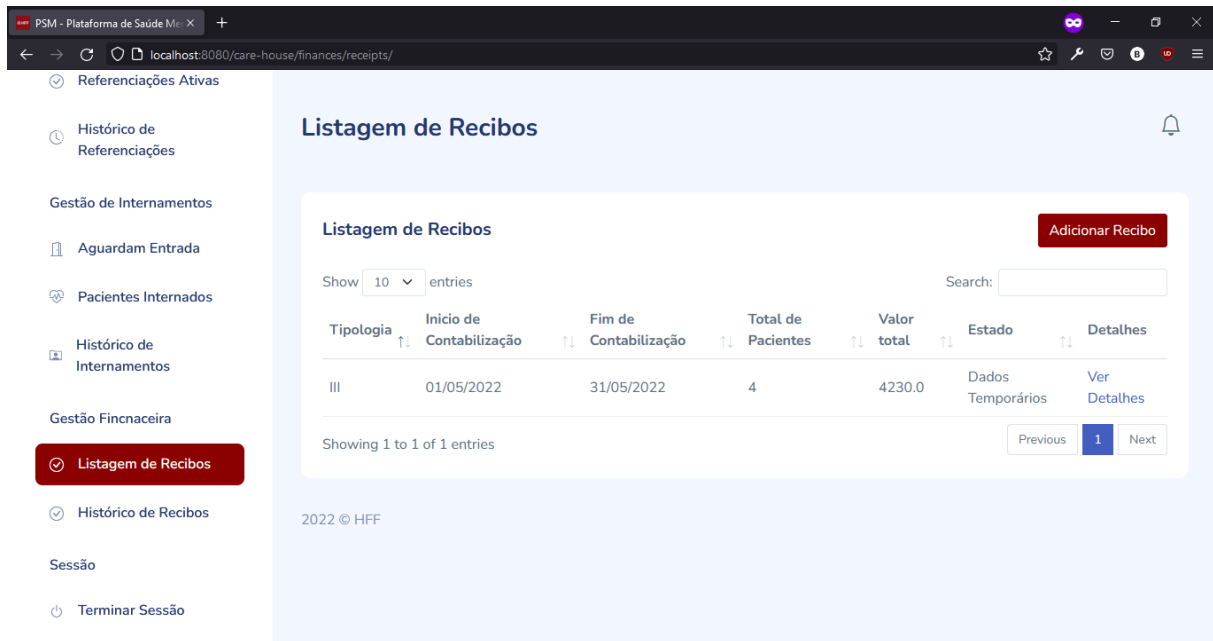 PSM - Plataforma de Saúde Me
localhost:8080/care-house/finances/receipts/
Referenciações Ativas
Histórico de
Referenciações
Gestão de Internamentos
Aguardam Entrada
Pacientes Internados
Histórico de
Internamentos
Gestão Fincnaceira
Listagem de Recibos
Histórico de Recibos
Sessão
Terminar Sessão
Listagem de Recibos
Listagem de Recibos
Adicionar Recibo
Show 10 entries
Search:
Tipologia
Inicio de
Contabilização
Fim de
Contabilização
Total de
Pacientes
Valor
total
Estado
Detalhes
III
01/05/2022
31/05/2022
4
4230.0
Dados
Temporários
Ver
Detalhes
Showing 1 to 1 of 1 entries
Previous 1 Next
2022 © HFF